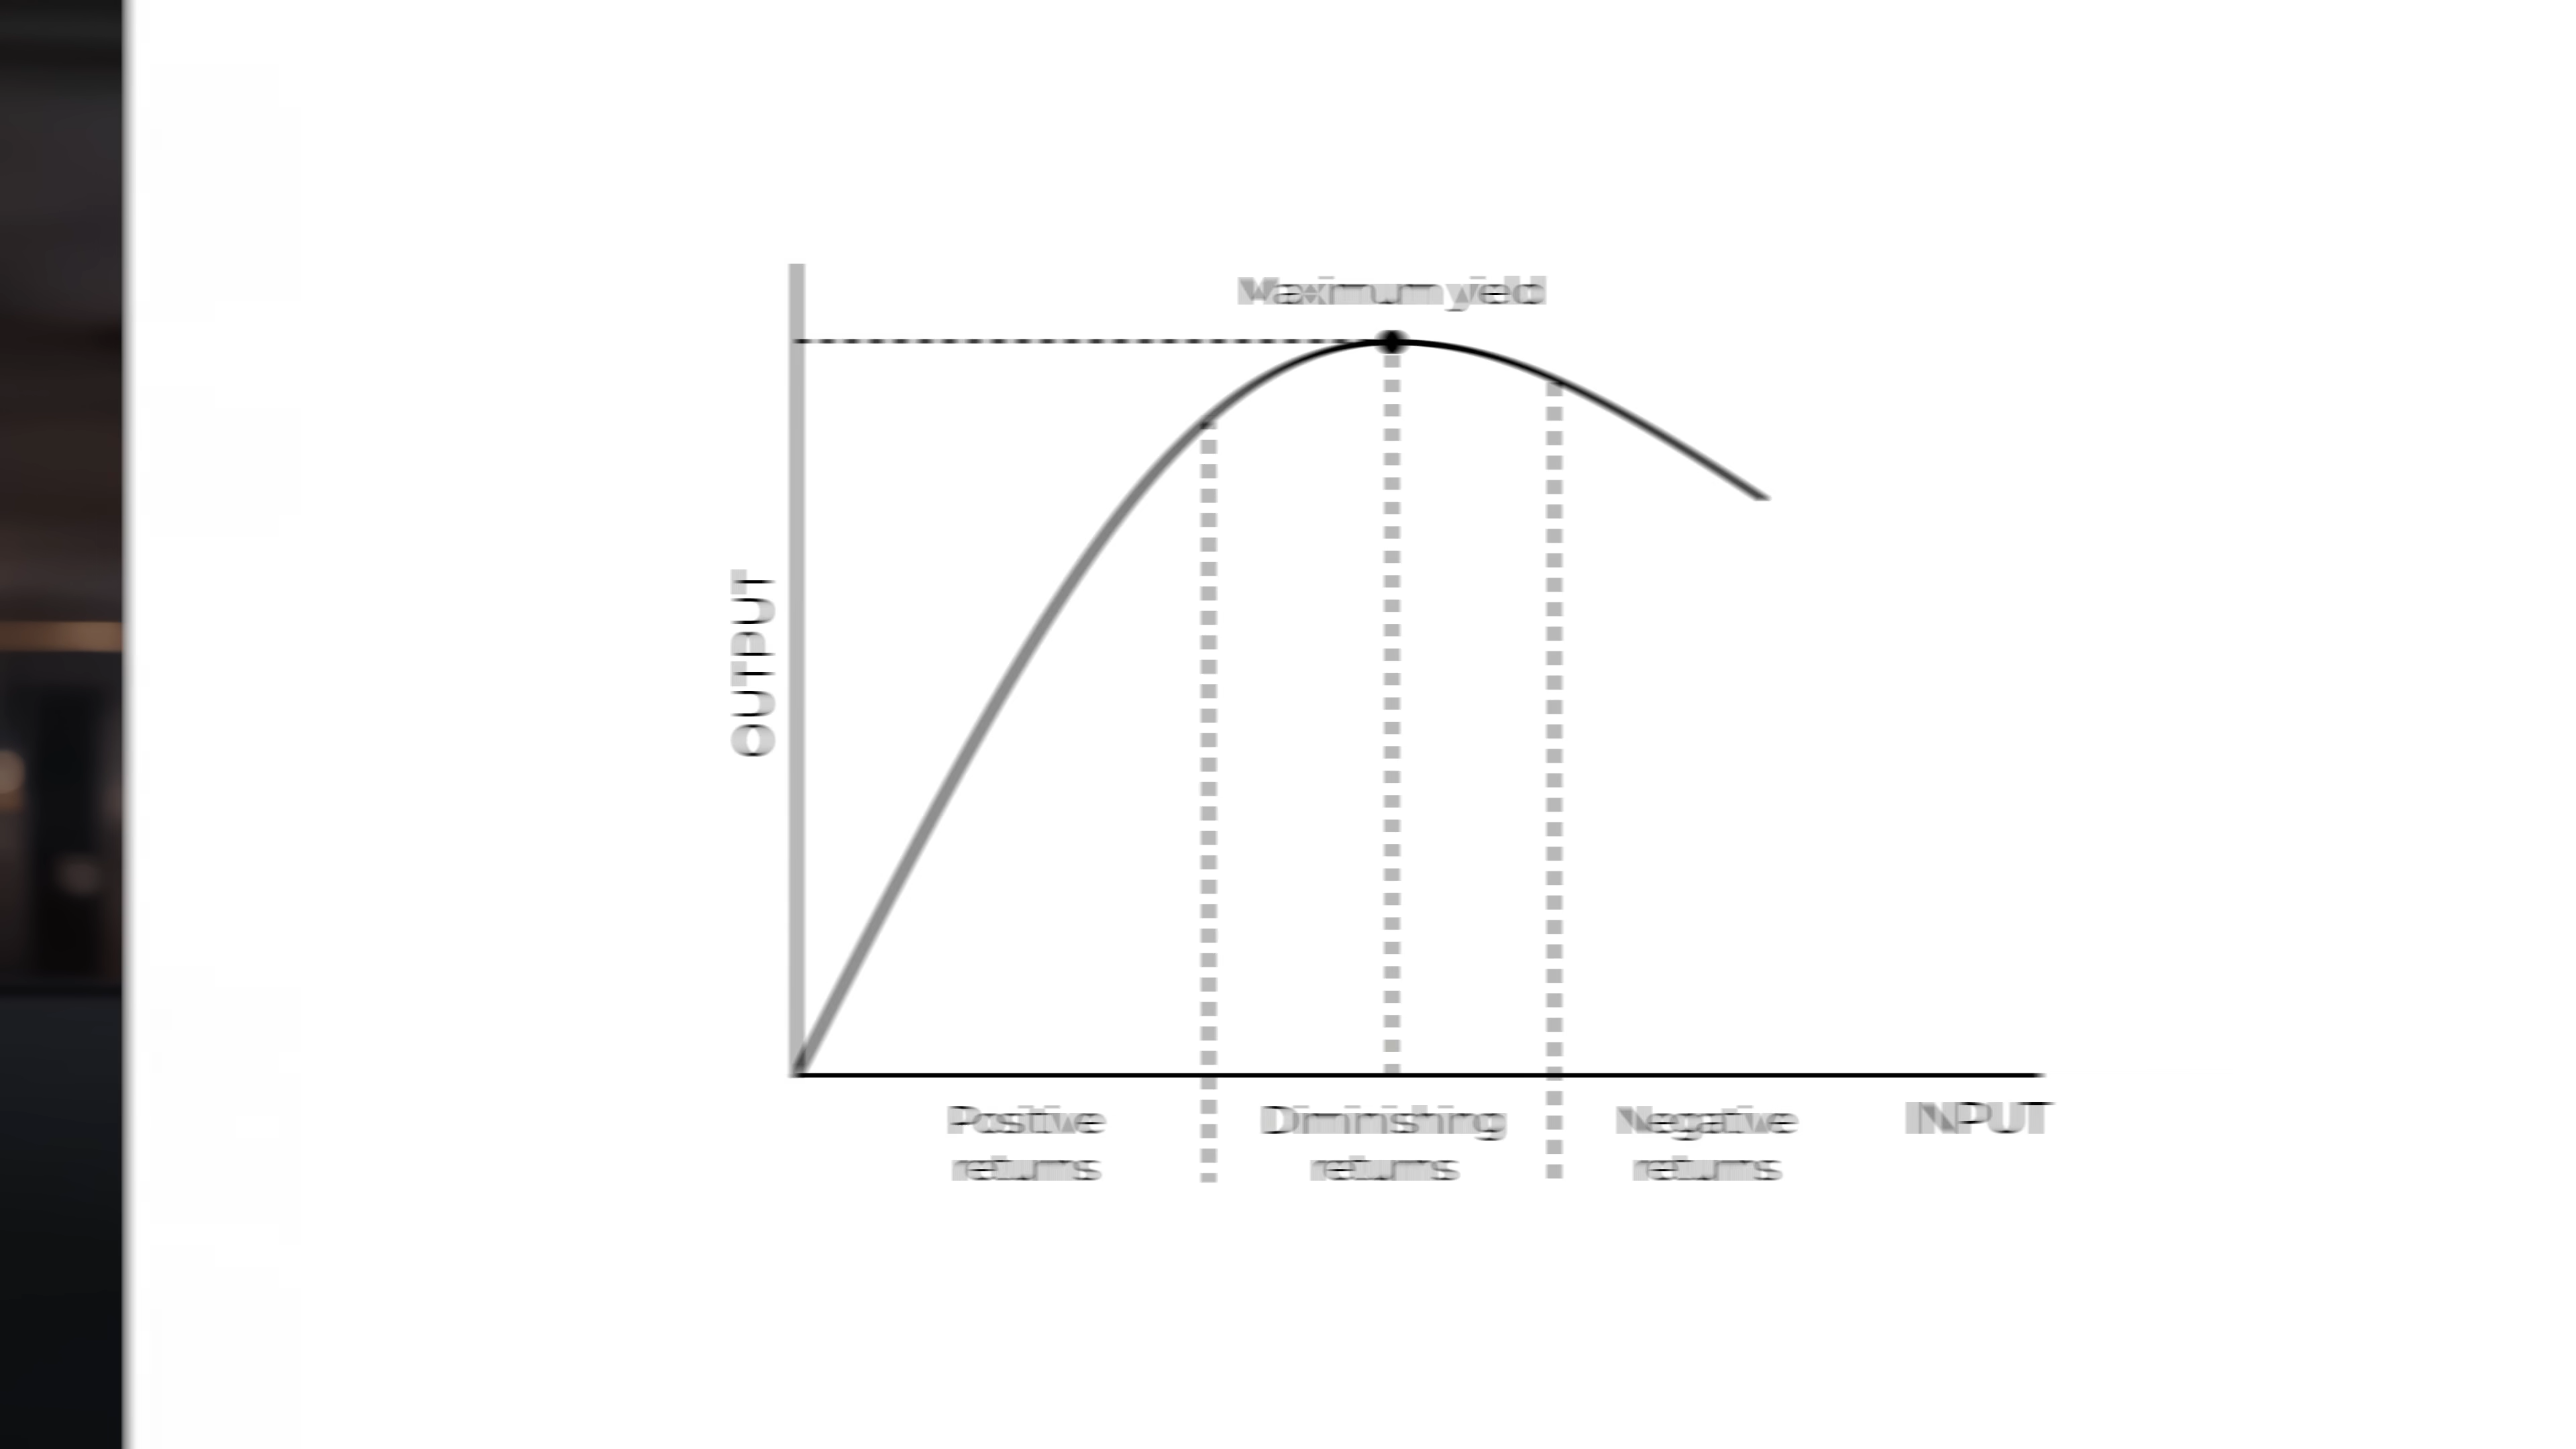 Maximum yield
OUTPUT
Positive
returns
Diminishing
returns
Negative
returns
INPUT